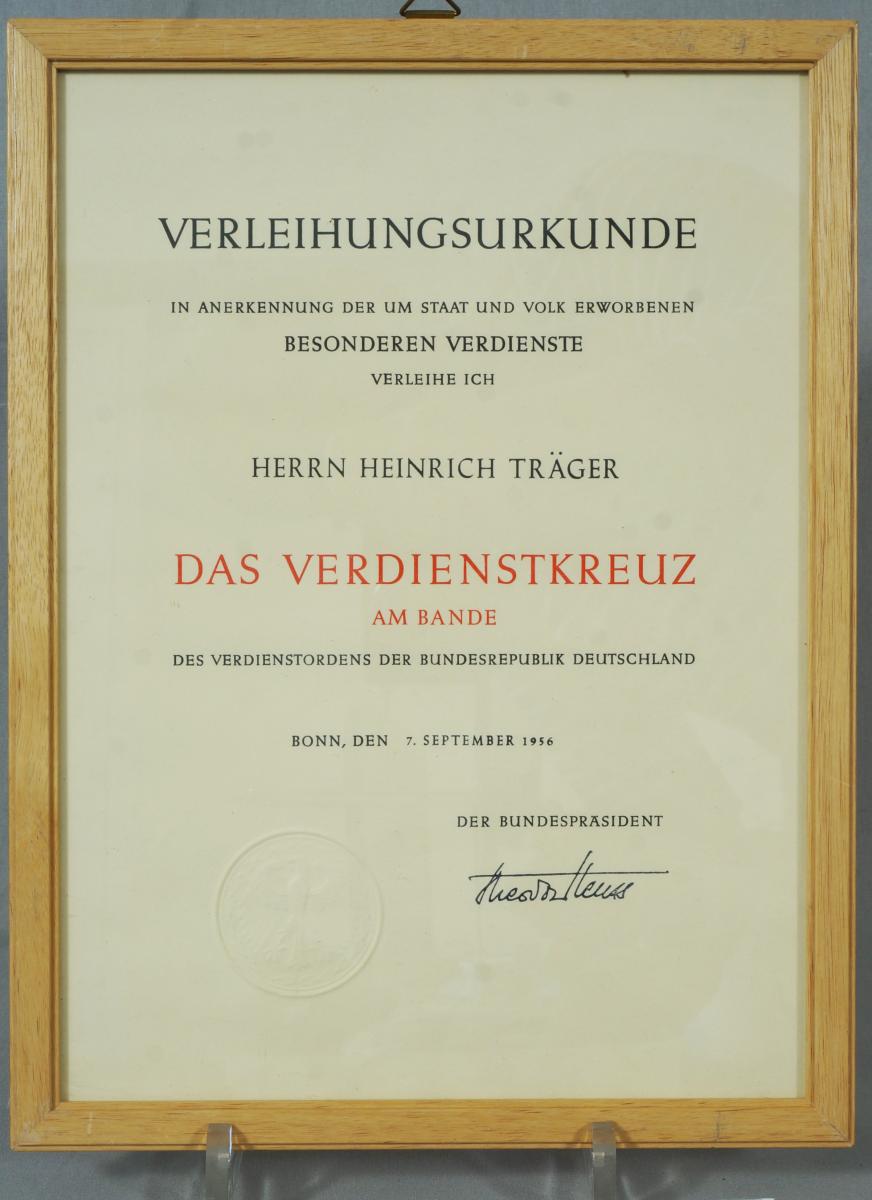 VERLEIHUNGSURKUNDE
IN ANERKENNUNG DER UM STAAT UND VOLK ERWORBENEN
BESONDEREN VERDIENSTE
VERLEIHE ICH
HERRN HEINRICH TRÄGER
DAS VERDIENSTKREUZ
AM BANDE
DES VERDIENSTORDENS DER BUNDESREPUBLIK DEUTSCHLAND
BONN, DEN 7. SEPTEMBER 1956
DER BUNDESPRÄSIDENT
Theodor Heuss